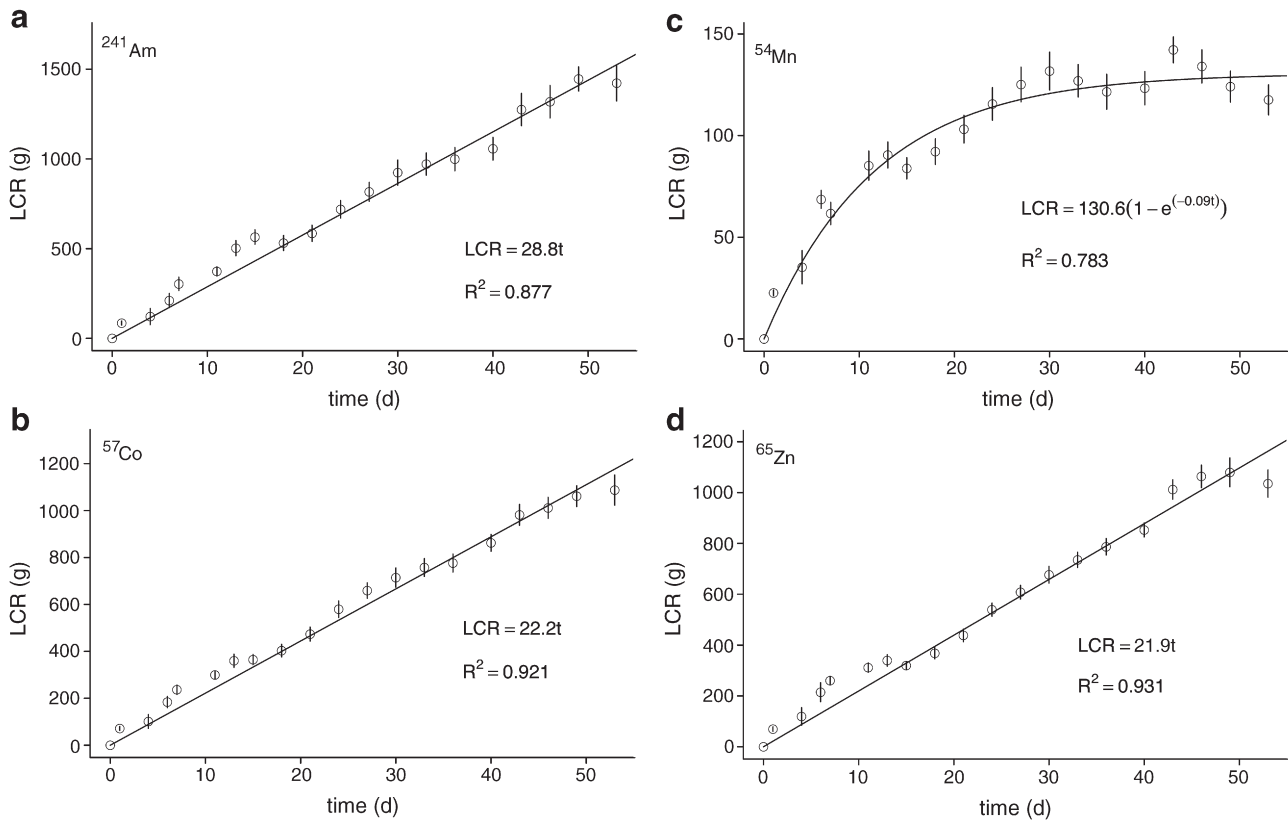 a
²⁴¹Am
1500
1000
500
0
LCR (g)
LCR = 28.8t
R² = 0.877
0 10 20 30 40 50
time (d)
b
⁵⁷Co
1200
1000
800
600
400
200
0
LCR (g)
LCR = 22.2t
R² = 0.921
0 10 20 30 40 50
time (d)
c
⁵⁴Mn
150
100
50
0
LCR (g)
LCR = 130.6(1 − e^(−0.09t))
R² = 0.783
0 10 20 30 40 50
time (d)
d
⁶⁵Zn
1200
1000
800
600
400
200
0
LCR (g)
LCR = 21.9t
R² = 0.931
0 10 20 30 40 50
time (d)